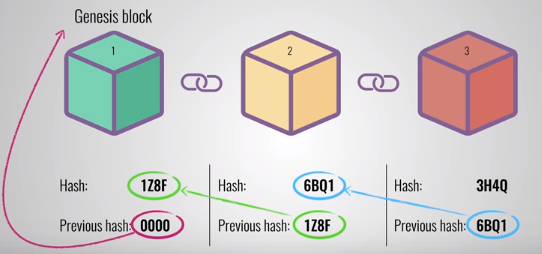 Genesis block
1
2
3
Hash: 1Z8F
Hash: 6BQ1
Hash: 3H4Q
Previous hash: 0000
Previous hash: 1Z8F
Previous hash: 6BQ1